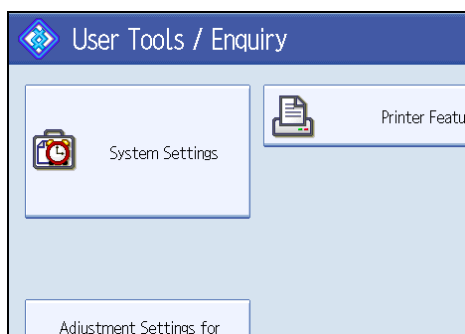 User Tools / Enquiry
System Settings
Printer Featu
Adjustment Settings for